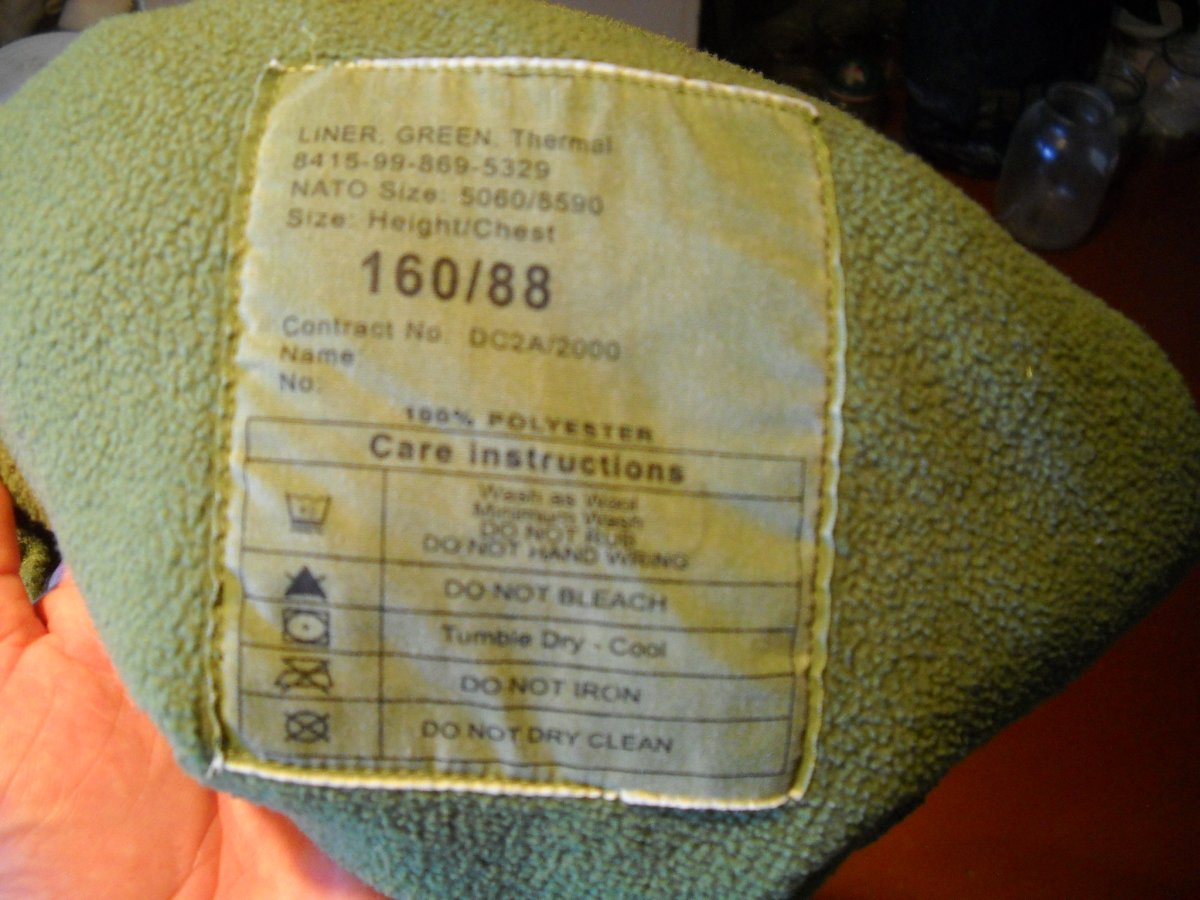 LINER. GREEN. Thermal
8415-99-869-5329
NATO Size: 5060/8590
Size: Height/Chest
160/88
Contract No. DC2A/2000
Name
No:
100% POLYESTER
Care instructions
Wash as Wool
Minimum Wash
DO NOT RUB
DO NOT HAND WRING
DO NOT BLEACH
Tumble Dry - Cool
DO NOT IRON
DO NOT DRY CLEAN